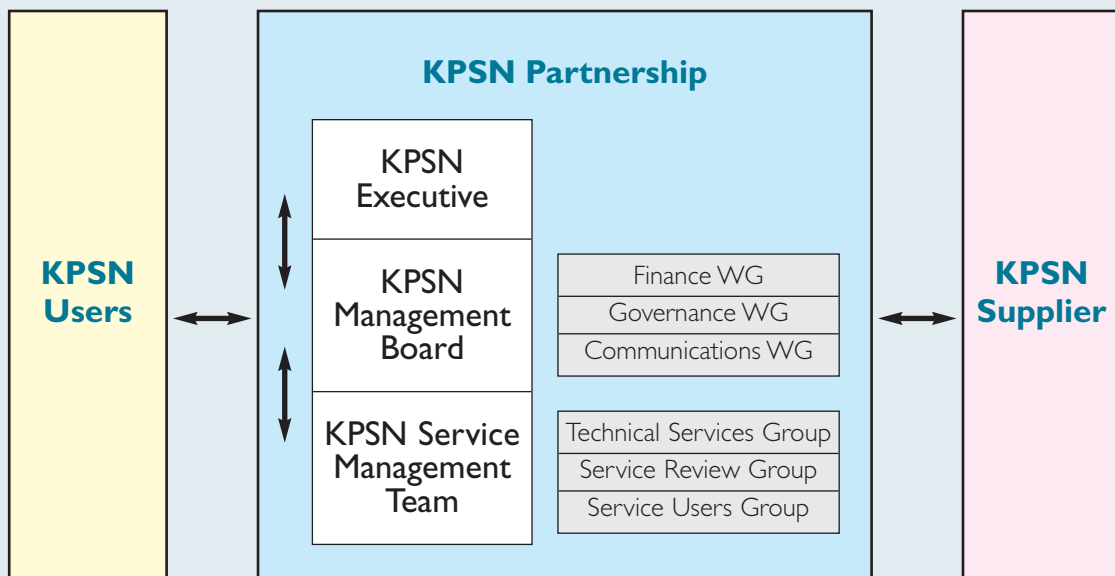 KPSN Partnership
KPSN
Users
KPSN
Executive
KPSN
Management
Board
KPSN Service
Management
Team
Finance WG
Governance WG
Communications WG
Technical Services Group
Service Review Group
Service Users Group
KPSN
Supplier